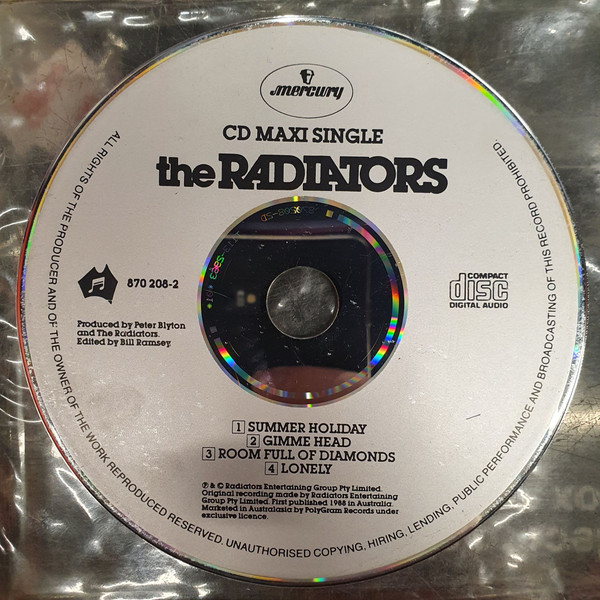 mercury
CD MAXI SINGLE
the RADIATORS
870 208-2
COMPACT
disc
DIGITAL AUDIO
Produced by Peter Blyton
and The Radiators.
Edited by Bill Ramsey.
1 SUMMER HOLIDAY
2 GIMME HEAD
3 ROOM FULL OF DIAMONDS
4 LONELY
℗ & © Radiators Entertaining
Group Pty Limited.
Original recording made by Radiators Entertaining
Group Pty Limited. First published 1988 in Australia.
Marketed in Australasia by PolyGram Records under
exclusive licence.
ALL RIGHTS OF THE PRODUCER AND OF THE OWNER OF THE WORK REPRODUCED RESERVED. UNAUTHORISED COPYING, HIRING, LENDING, PUBLIC PERFORMANCE AND BROADCASTING OF THIS RECORD PROHIBITED.